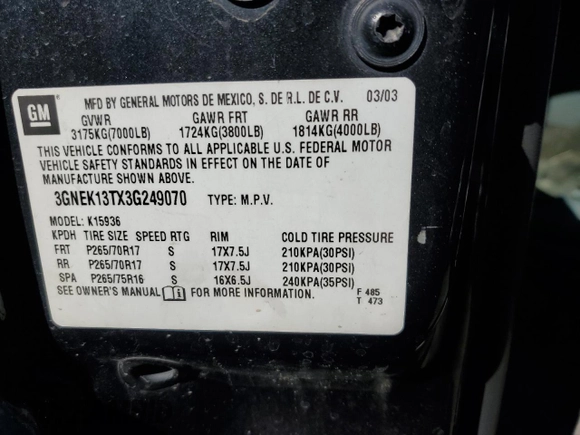 GM
MFD BY GENERAL MOTORS DE MEXICO, S. DE R.L. DE C.V. 03/03
GVWR GAWR FRT GAWR RR
3175KG(7000LB) 1724KG(3800LB) 1814KG(4000LB)
THIS VEHICLE CONFORMS TO ALL APPLICABLE U.S. FEDERAL MOTOR
VEHICLE SAFETY STANDARDS IN EFFECT ON THE DATE OF
MANUFACTURE SHOWN ABOVE.
3GNEK13TX3G249070 TYPE: M.P.V.
MODEL: K15936
KPDH TIRE SIZE SPEED RTG RIM COLD TIRE PRESSURE
FRT P265/70R17 S 17X7.5J 210KPA(30PSI)
RR P265/70R17 S 17X7.5J 210KPA(30PSI)
SPA P265/75R16 S 16X6.5J 240KPA(35PSI)
SEE OWNER'S MANUAL FOR MORE INFORMATION. F 485
T 473